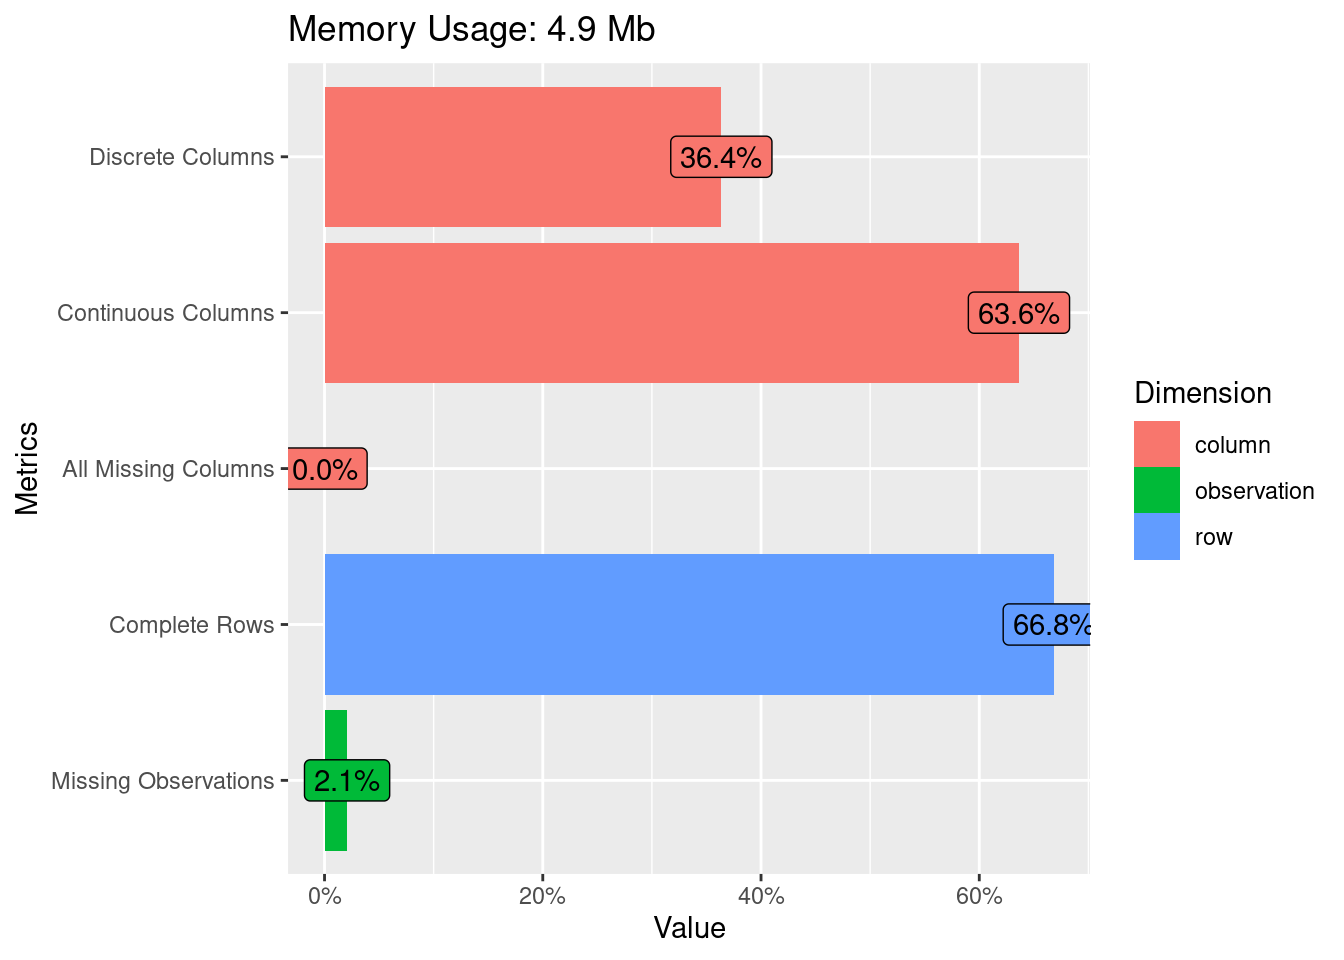 Memory Usage: 4.9 Mb
Discrete Columns
36.4%
Continuous Columns
63.6%
All Missing Columns
0.0%
Complete Rows
66.8%
Missing Observations
2.1%
Metrics
0%
20%
40%
60%
Value
Dimension
column
observation
row